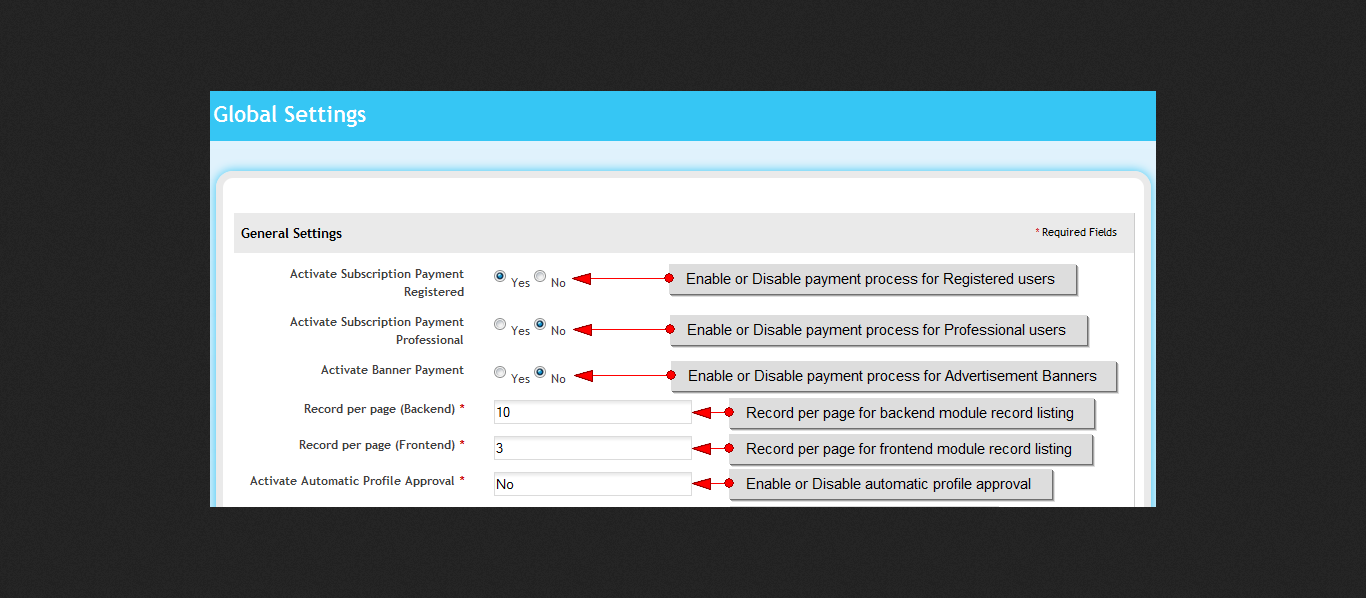 Global Settings
General Settings
* Required Fields
Activate Subscription Payment
Registered
Yes No
Enable or Disable payment process for Registered users
Activate Subscription Payment
Professional
Yes No
Enable or Disable payment process for Professional users
Activate Banner Payment
Yes No
Enable or Disable payment process for Advertisement Banners
Record per page (Backend) *
10
Record per page for backend module record listing
Record per page (Frontend) *
3
Record per page for frontend module record listing
Activate Automatic Profile Approval *
No
Enable or Disable automatic profile approval